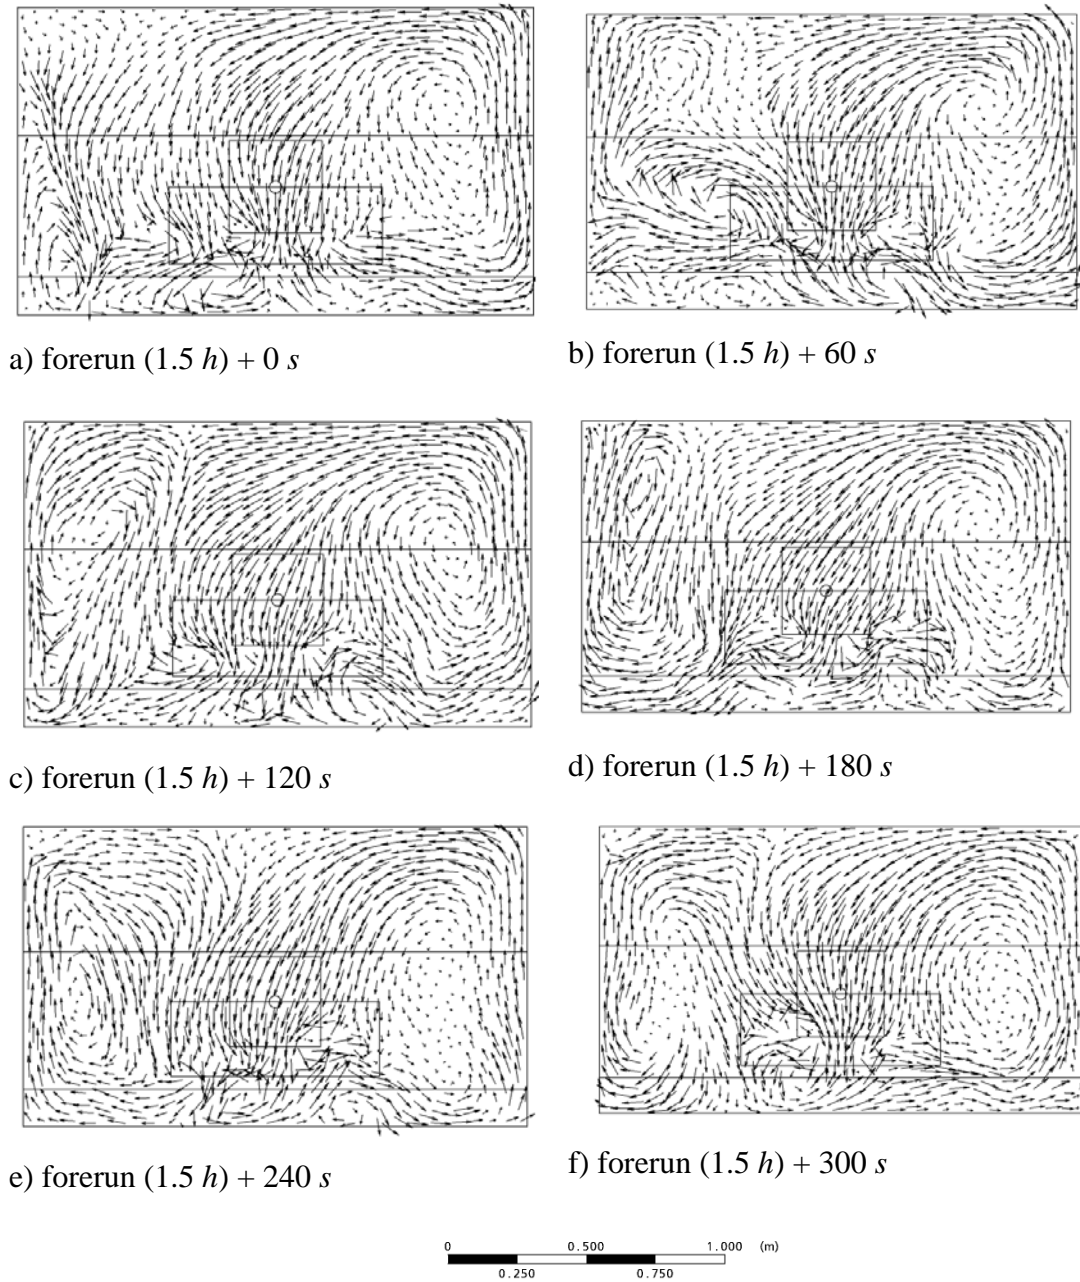 a) forerun (1.5 h) + 0 s
b) forerun (1.5 h) + 60 s
c) forerun (1.5 h) + 120 s
d) forerun (1.5 h) + 180 s
e) forerun (1.5 h) + 240 s
f) forerun (1.5 h) + 300 s
0 0.500 1.000 (m)
0.250 0.750